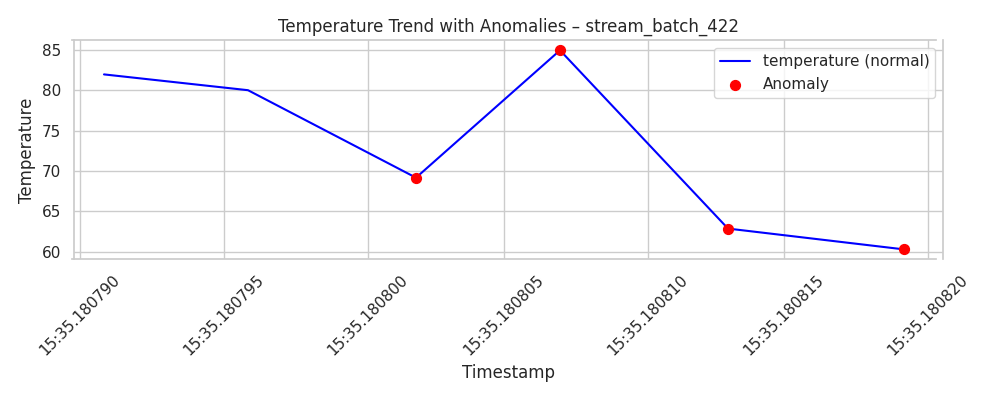 Temperature Trend with Anomalies – stream_batch_422
temperature (normal)
Anomaly
Temperature
85
80
75
70
65
60
15:35.180790
15:35.180795
15:35.180800
15:35.180805
15:35.180810
15:35.180815
15:35.180820
Timestamp